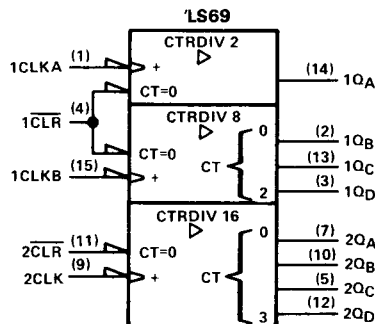 'LS69
CTRDIV 2
1CLKA (1) + (14) 1QA
CT=0
1CLR (4)
CTRDIV 8
0 (2) 1QB
CT=0 CT (13) 1QC
1CLKB (15) + 2 (3) 1QD
CTRDIV 16
0 (7) 2QA
2CLR (11) CT=0 (10) 2QB
2CLK (9) + CT (5) 2QC
3 (12) 2QD